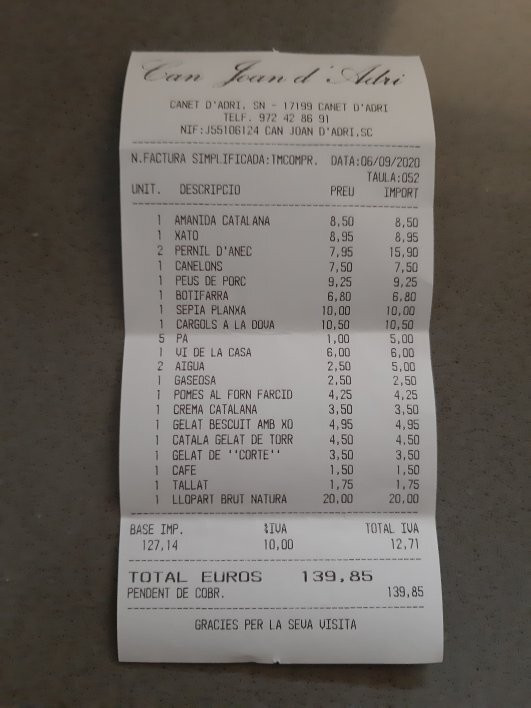 Can Joan d'Adri
CANET D'ADRI, SN - 17199 CANET D'ADRI
TELF. 972 42 86 91
NIF:J55106124 CAN JOAN D'ADRI,SC
N.FACTURA SIMPLIFICADA:TMCOMPR. DATA:06/09/2020
TAULA:052
UNIT. DESCRIPCIO PREU IMPORT
1 AMANIDA CATALANA 8,50 8,50
1 XATO 8,95 8,95
2 PERNIL D'ANEC 7,95 15,90
1 CANELONS 7,50 7,50
1 PEUS DE PORC 9,25 9,25
1 BOTIFARRA 6,80 6,80
1 SEPIA PLANXA 10,00 10,00
1 CARGOLS A LA DOVA 10,50 10,50
5 PA 1,00 5,00
1 VI DE LA CASA 6,00 6,00
2 AIGUA 2,50 5,00
1 GASEOSA 2,50 2,50
1 POMES AL FORN FARCID 4,25 4,25
1 CREMA CATALANA 3,50 3,50
1 GELAT BESCUIT AMB XO 4,95 4,95
1 CATALA GELAT DE TORR 4,50 4,50
1 GELAT DE ''CORTE'' 3,50 3,50
1 CAFE 1,50 1,50
1 TALLAT 1,75 1,75
1 LLOPART BRUT NATURA 20,00 20,00
BASE IMP. %IVA TOTAL IVA
127,14 10,00 12,71
TOTAL EUROS 139,85
PENDENT DE COBR. 139,85
GRACIES PER LA SEVA VISITA